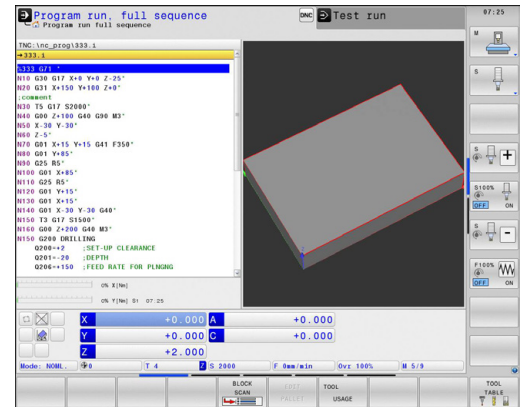 Program run, full sequence
Program run full sequence
DNC
Test run
07:25
TNC:\nc_prog\333.i
→333.i
%333 G71 *
N10 G30 G17 X+0 Y+0 Z-25*
N20 G31 X+150 Y+100 Z+0*
;comment
N30 T5 G17 S2000*
N40 G00 Z+100 G40 G90 M3*
N50 X-30 Y-30*
N60 Z-5*
N70 G01 X+15 Y+15 G41 F350*
N80 G01 Y+85*
N90 G25 R5*
N100 G01 X+85*
N110 G25 R5*
N120 G01 Y+15*
N130 G01 X+15*
N140 G01 X-30 Y-30 G40*
N150 T3 G17 S1500*
N160 G00 Z+200 G40 M3*
N150 G200 DRILLING
Q200=+2 ;SET-UP CLEARANCE
Q201=-20 ;DEPTH
Q206=+150 ;FEED RATE FOR PLNGNG
0% X[Nm]
0% Y[Nm] S1 07:25
X +0.000 A +0.000
Y +0.000 C +0.000
Z +2.000
Mode: NOML. 0 T 4 Z S 2000 F 0mm/min Ovr 100% M 5/9
M
S
S
S100%
OFF ON
S
F100%
OFF ON
BLOCK SCAN
EDIT PALLET
TOOL USAGE
TOOL TABLE